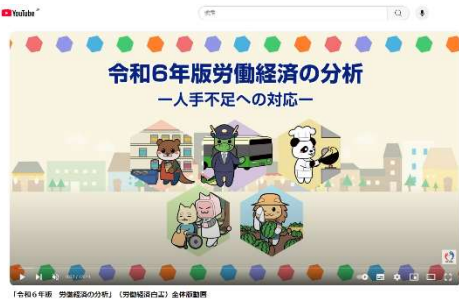 YouTube
検索
令和6年版労働経済の分析
ー人手不足への対応ー
「令和6年版　労働経済の分析」（労働経済白書）全体版動画